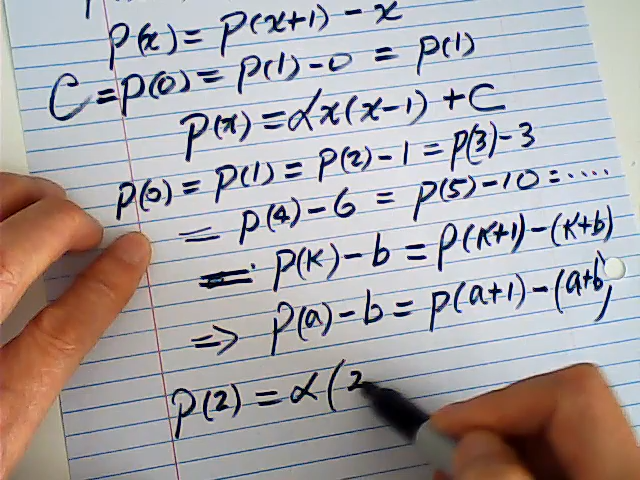 P(x) = P(x+1) - x
C = P(0) = P(1) - 0 = P(1)
P(x) = αx(x-1) + C
P(0) = P(1) = P(2) - 1 = P(3) - 3
= P(4) - 6 = P(5) - 10 = ....
= P(K) - b = P(K+1) - (K+b)
⇒ P(a) - b = P(a+1) - (a+b)
P(2) = α(2